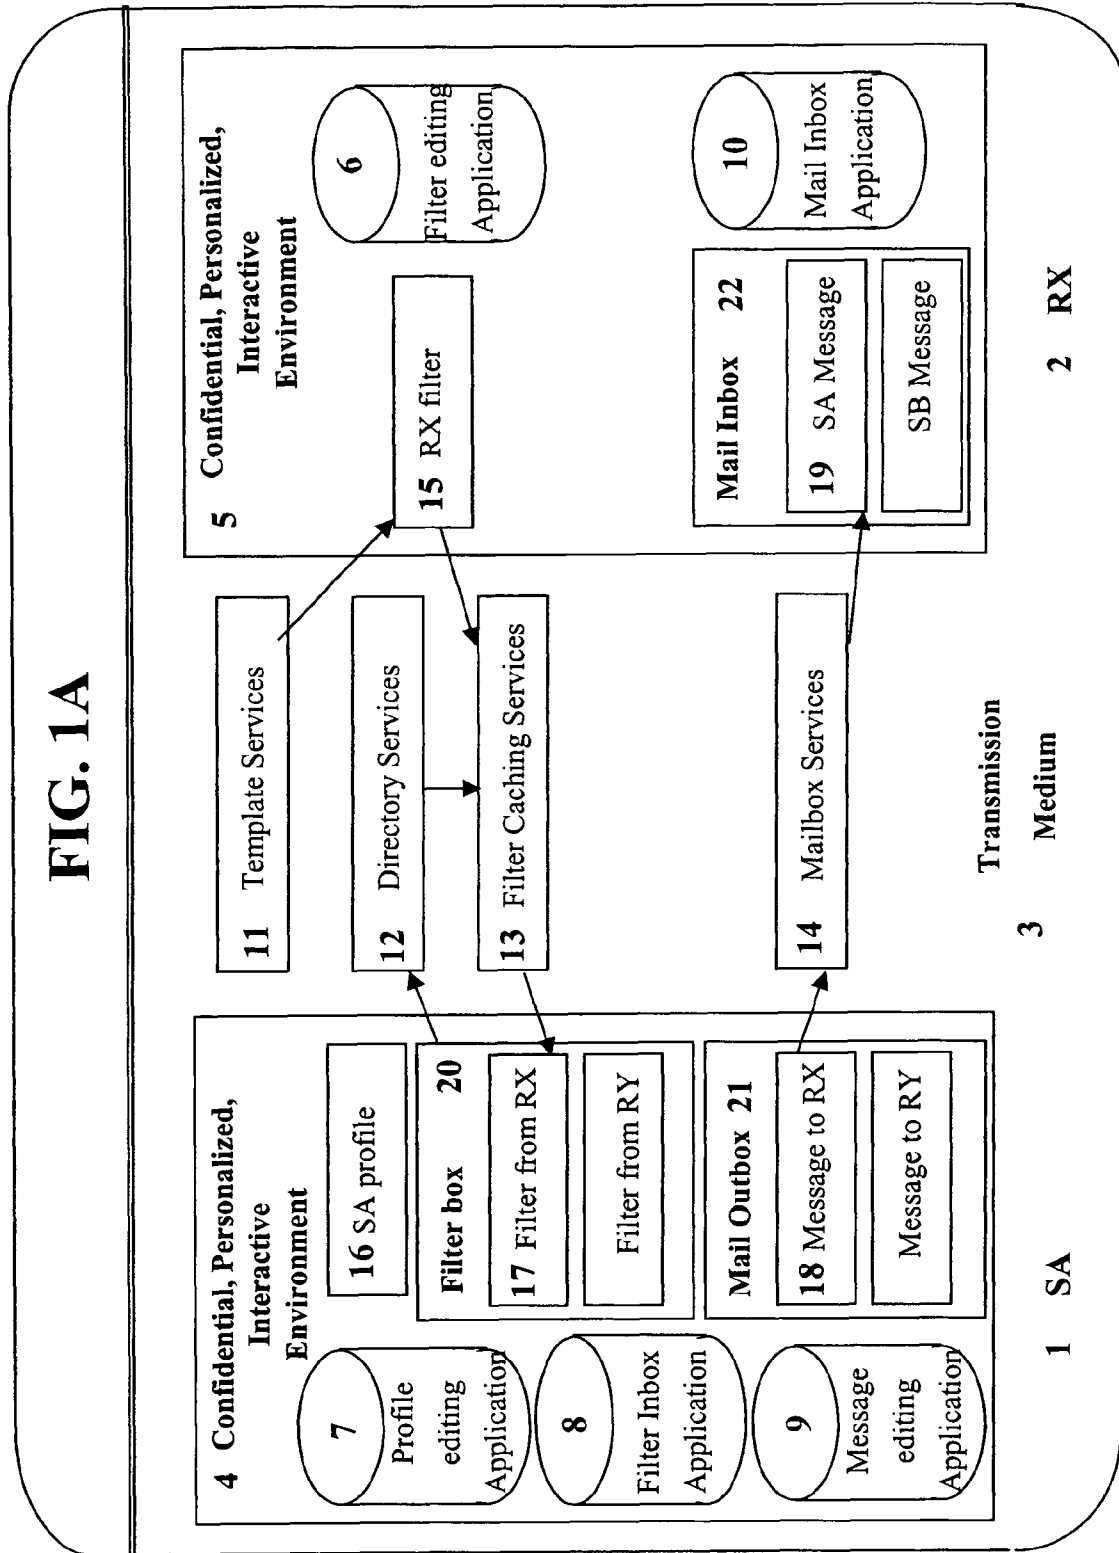 FIG. 1A
4 Confidential, Personalized,
Interactive
Environment
7
Profile
editing
Application
8
Filter Inbox
Application
9
Message
editing
Application
16 SA profile
Filter box 20
17 Filter from RX
Filter from RY
Mail Outbox 21
18 Message to RX
Message to RY
1 SA
11 Template Services
12 Directory Services
13 Filter Caching Services
14 Mailbox Services
Transmission
3 Medium
5 Confidential, Personalized,
Interactive
Environment
15 RX filter
6
Filter editing
Application
Mail Inbox 22
19 SA Message
SB Message
10
Mail Inbox
Application
2 RX